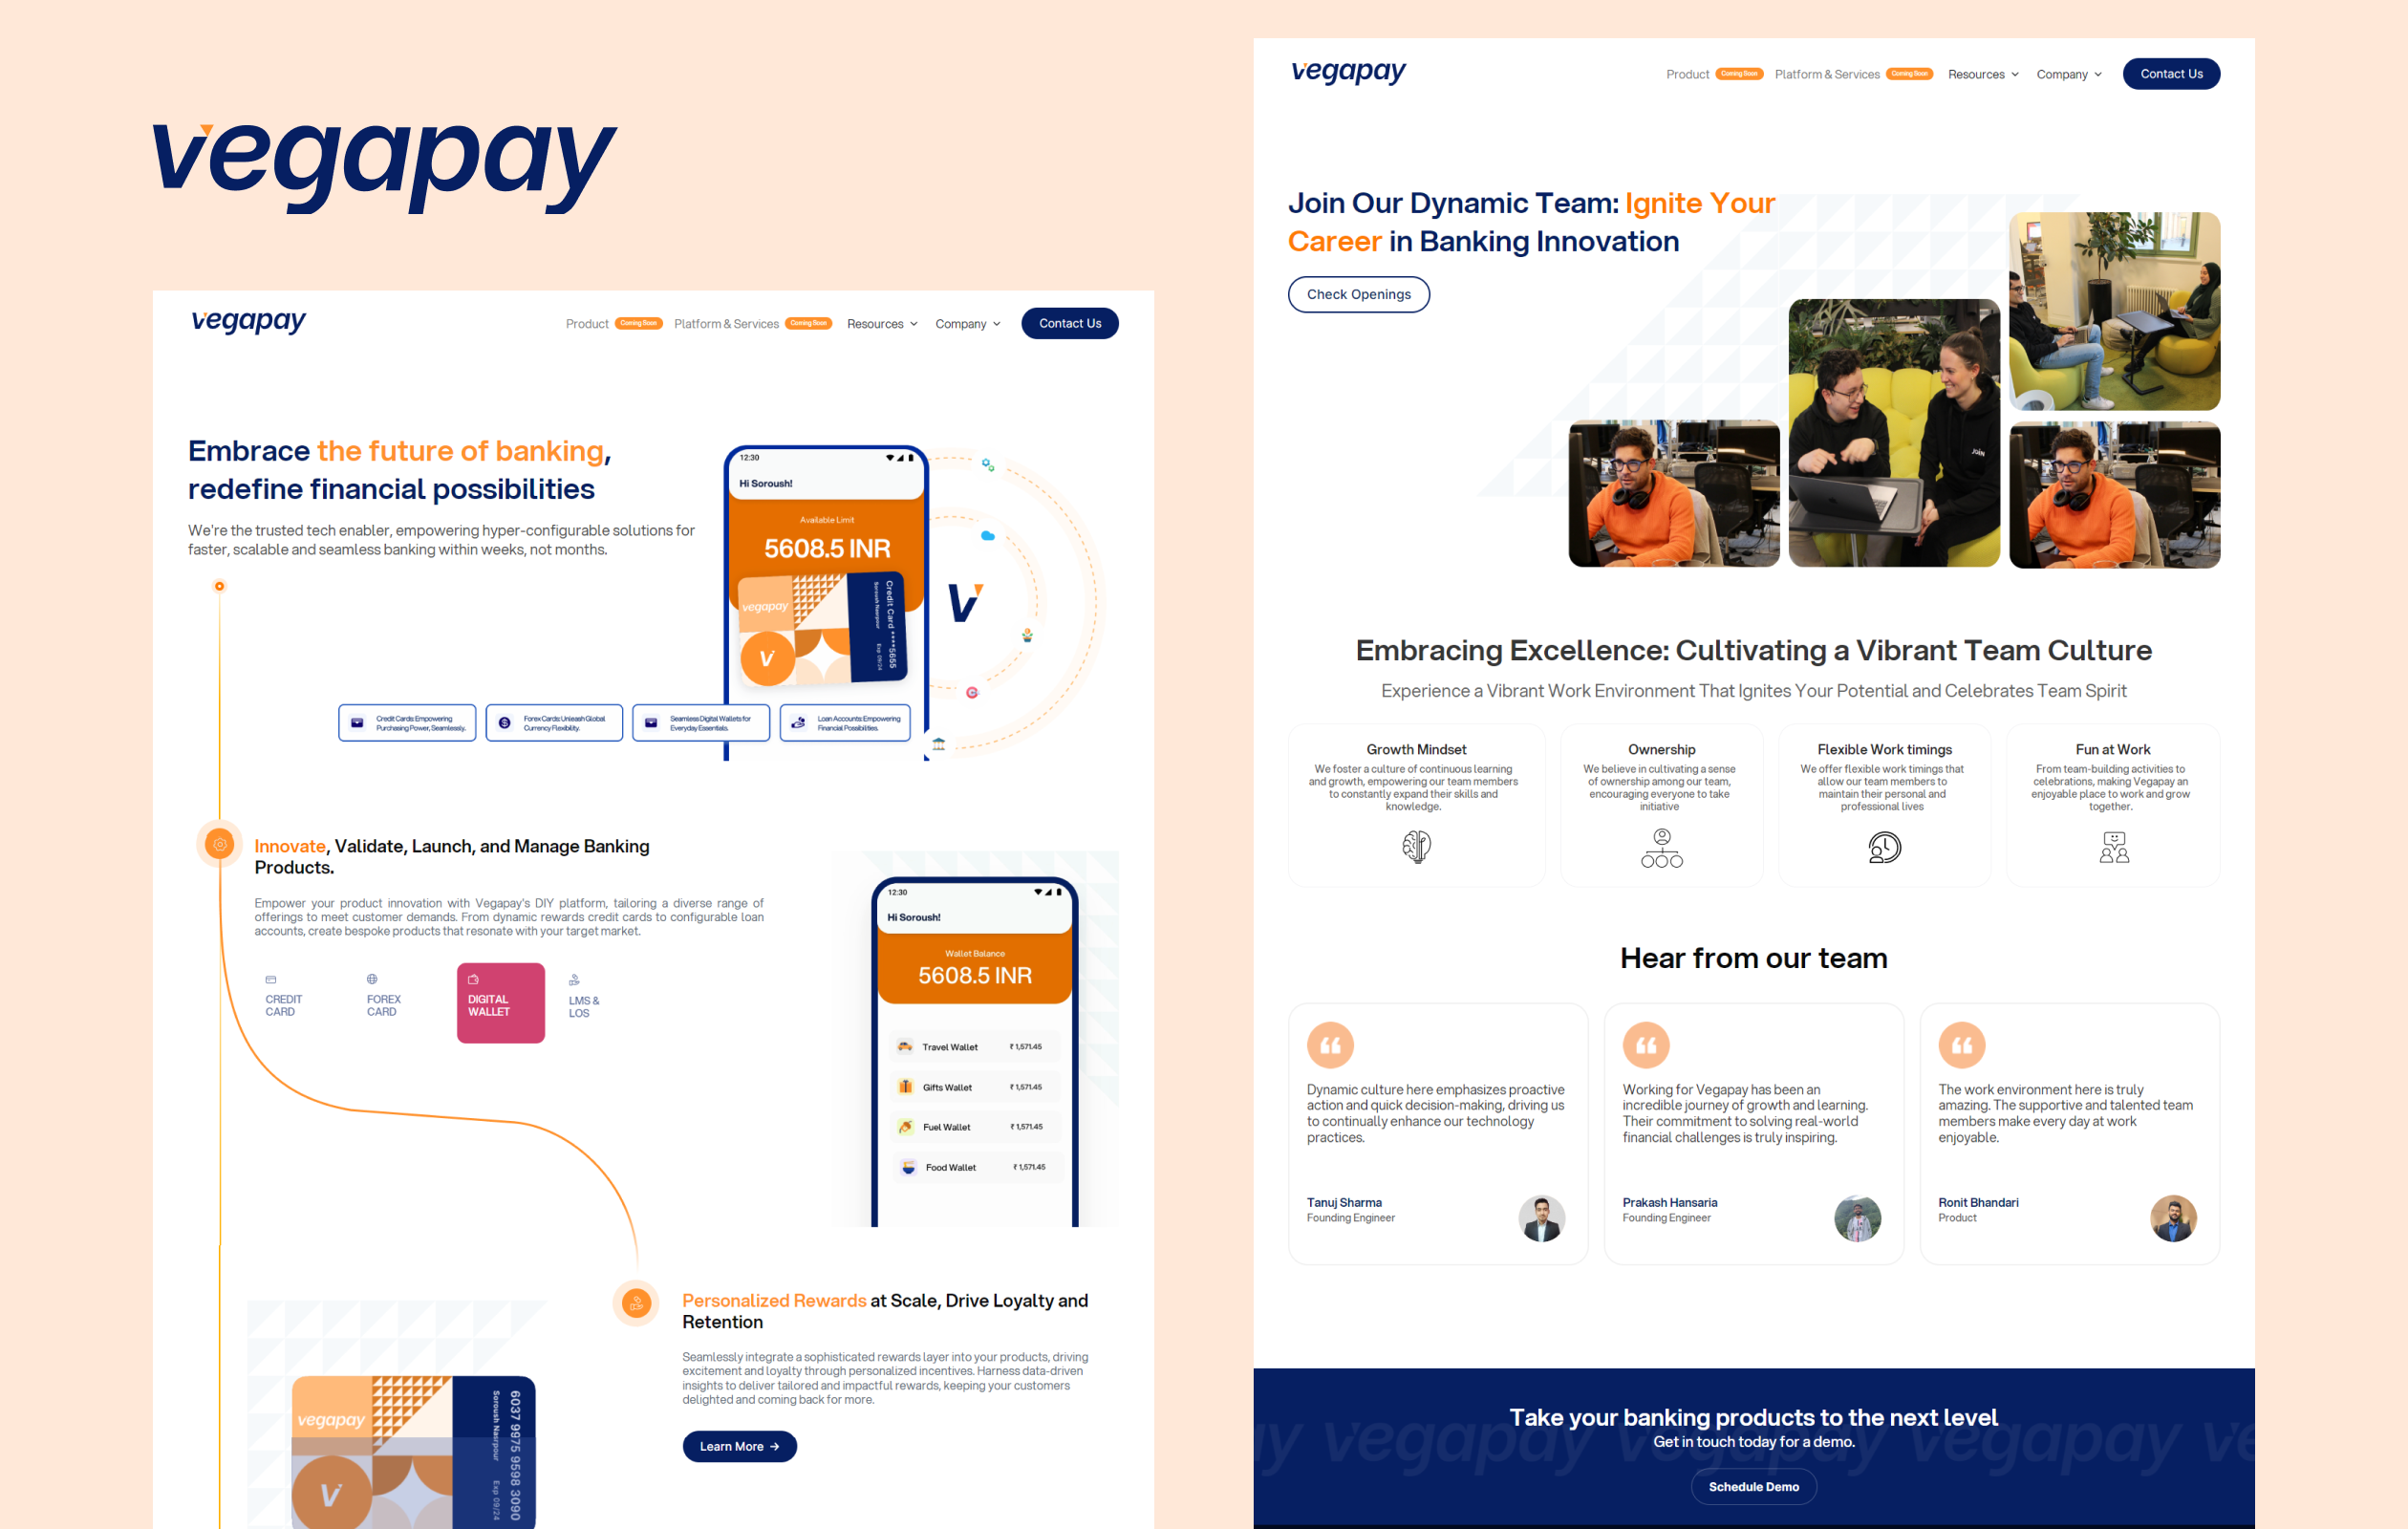 vegapay
vegapay
Product Coming Soon Platform & Services Coming Soon Resources Company Contact Us
Embrace the future of banking,
redefine financial possibilities
We're the trusted tech enabler, empowering hyper-configurable solutions for
faster, scalable and seamless banking within weeks, not months.
12:30
Hi Soroush!
Available Limit
5608.5 INR
vegapay
Credit Card ****5655
Soroush Nasrpour Exp 09/24
V
V
Credit Cards: Empowering
Purchasing Power, Seamlessly.
Forex Cards: Unleash Global
Currency Flexibility.
Seamless Digital Wallets for
Everyday Essentials.
Loan Accounts: Empowering
Financial Possibilities.
Innovate, Validate, Launch, and Manage Banking
Products.
Empower your product innovation with Vegapay's DIY platform, tailoring a diverse range of
offerings to meet customer demands. From dynamic rewards credit cards to configurable loan
accounts, create bespoke products that resonate with your target market.
CREDIT
CARD
FOREX
CARD
DIGITAL
WALLET
LMS &
LOS
12:30
Hi Soroush!
Wallet Balance
5608.5 INR
Travel Wallet ₹ 1,571.45
Gifts Wallet ₹ 1,571.45
Fuel Wallet ₹ 1,571.45
Food Wallet ₹ 1,571.45
Personalized Rewards at Scale, Drive Loyalty and
Retention
Seamlessly integrate a sophisticated rewards layer into your products, driving
excitement and loyalty through personalized incentives. Harness data-driven
insights to deliver tailored and impactful rewards, keeping your customers
delighted and coming back for more.
Learn More →
vegapay
6037 9975 9598 3090
Soroush Nasrpour Exp 09/24
V
vegapay
Product Coming Soon Platform & Services Coming Soon Resources Company Contact Us
Join Our Dynamic Team: Ignite Your
Career in Banking Innovation
Check Openings
JOIN
Embracing Excellence: Cultivating a Vibrant Team Culture
Experience a Vibrant Work Environment That Ignites Your Potential and Celebrates Team Spirit
Growth Mindset
We foster a culture of continuous learning
and growth, empowering our team members
to constantly expand their skills and
knowledge.
Ownership
We believe in cultivating a sense
of ownership among our team,
encouraging everyone to take
initiative
Flexible Work timings
We offer flexible work timings that
allow our team members to
maintain their personal and
professional lives
Fun at Work
From team-building activities to
celebrations, making Vegapay an
enjoyable place to work and grow
together.
Hear from our team
Dynamic culture here emphasizes proactive
action and quick decision-making, driving us
to continually enhance our technology
practices.
Tanuj Sharma
Founding Engineer
Working for Vegapay has been an
incredible journey of growth and learning.
Their commitment to solving real-world
financial challenges is truly inspiring.
Prakash Hansaria
Founding Engineer
The work environment here is truly
amazing. The supportive and talented team
members make every day at work
enjoyable.
Ronit Bhandari
Product
Take your banking products to the next level
Get in touch today for a demo.
ay vegapay vegapay vegapay ve
Schedule Demo